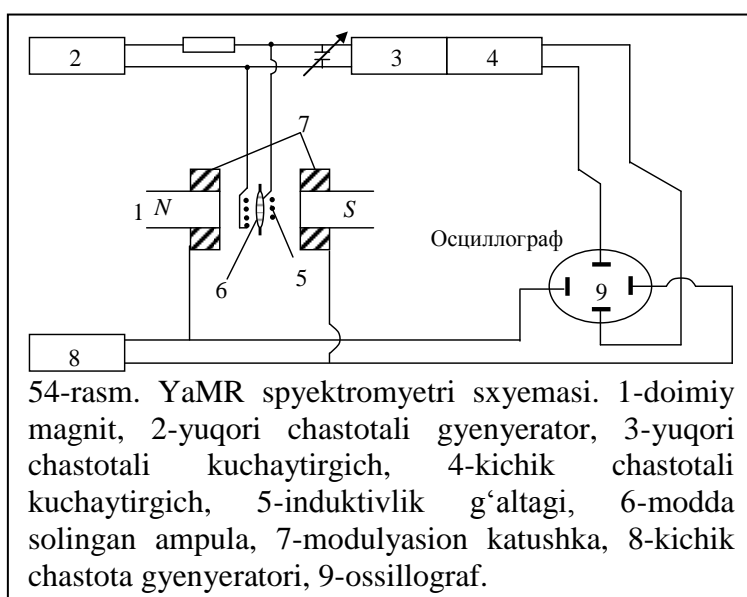 2
3
4
7
1
N
S
Осциллограф
9
6
5
8
54-rasm. YaMR spyektromyetri sxyemasi. 1-doimiy
magnit, 2-yuqori chastotali gyenyerator, 3-yuqori
chastotali kuchaytirgich, 4-kichik chastotali
kuchaytirgich, 5-induktivlik g‘altagi, 6-modda
solingan ampula, 7-modulyasion katushka, 8-kichik
chastota gyenyeratori, 9-ossillograf.